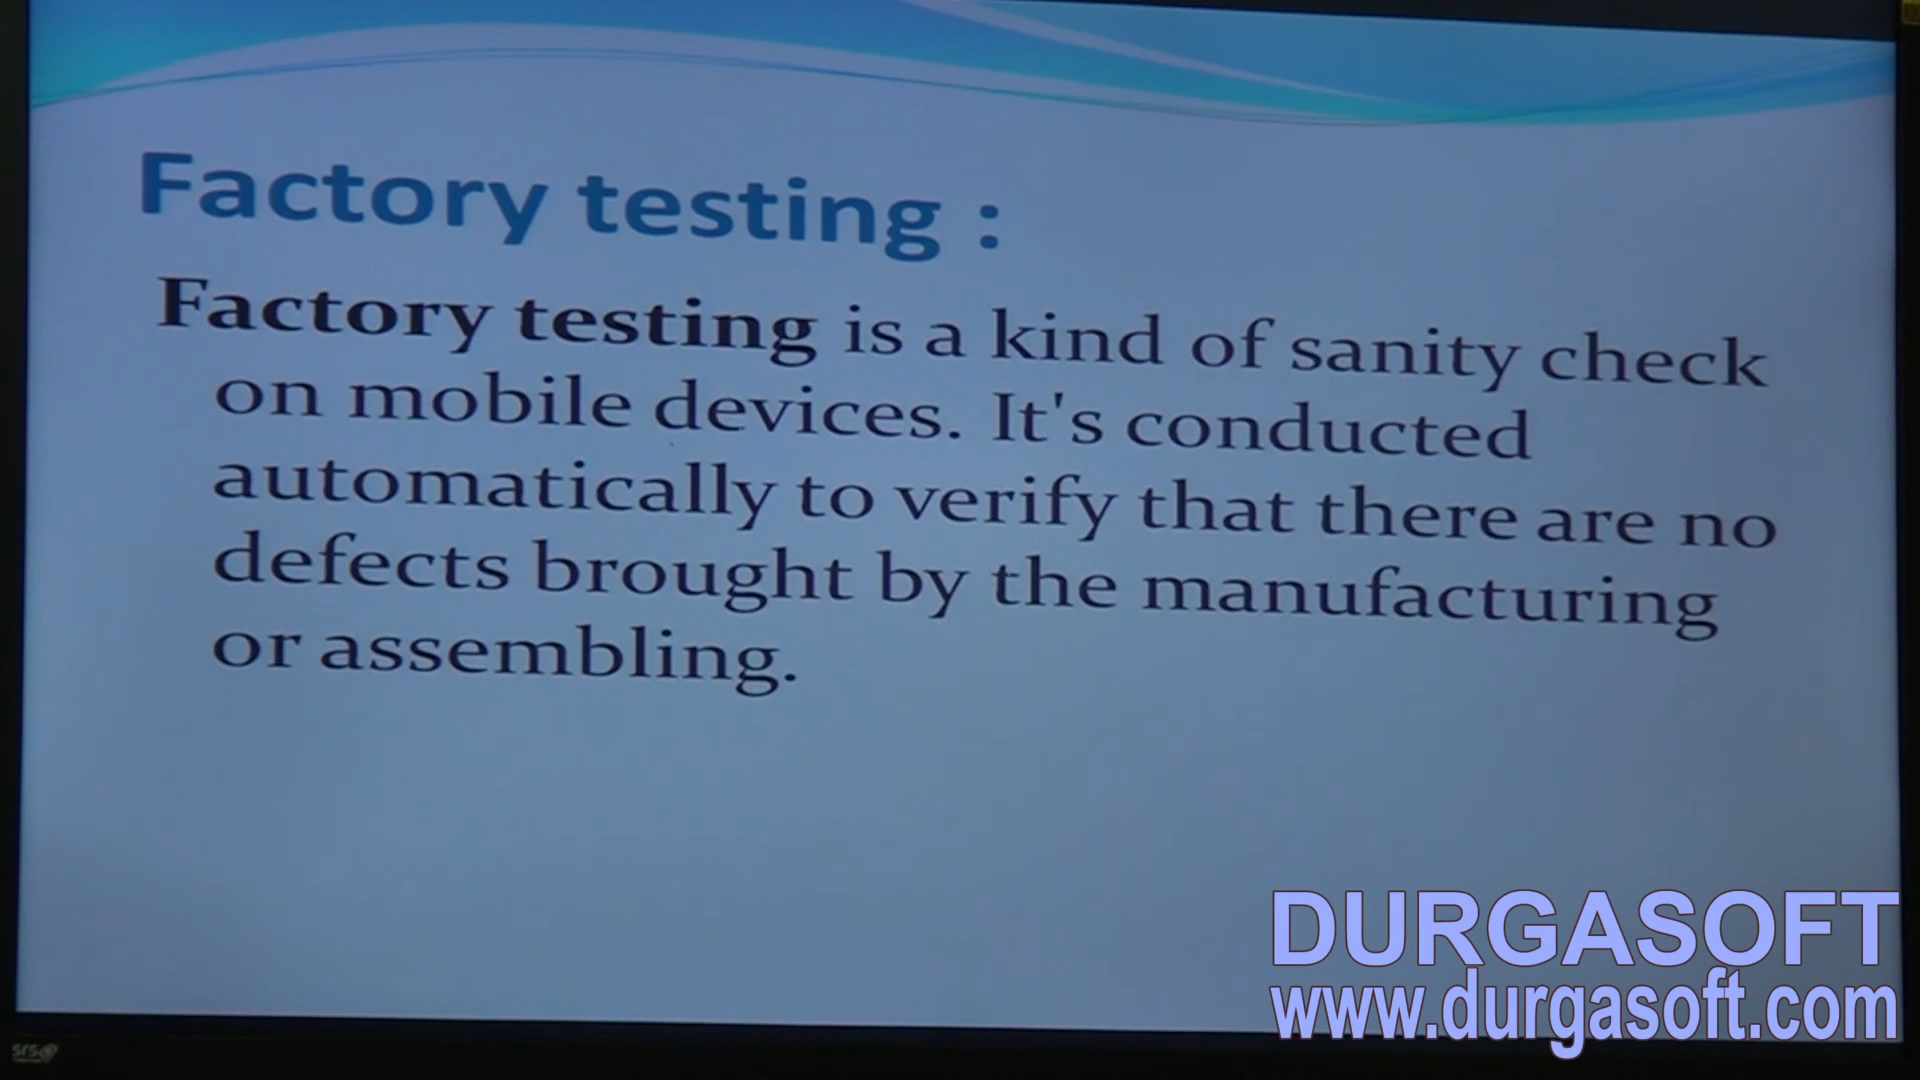 Factory testing :
Factory testing is a kind of sanity check
on mobile devices. It's conducted
automatically to verify that there are no
defects brought by the manufacturing
or assembling.
DURGASOFT
www.durgasoft.com
srs